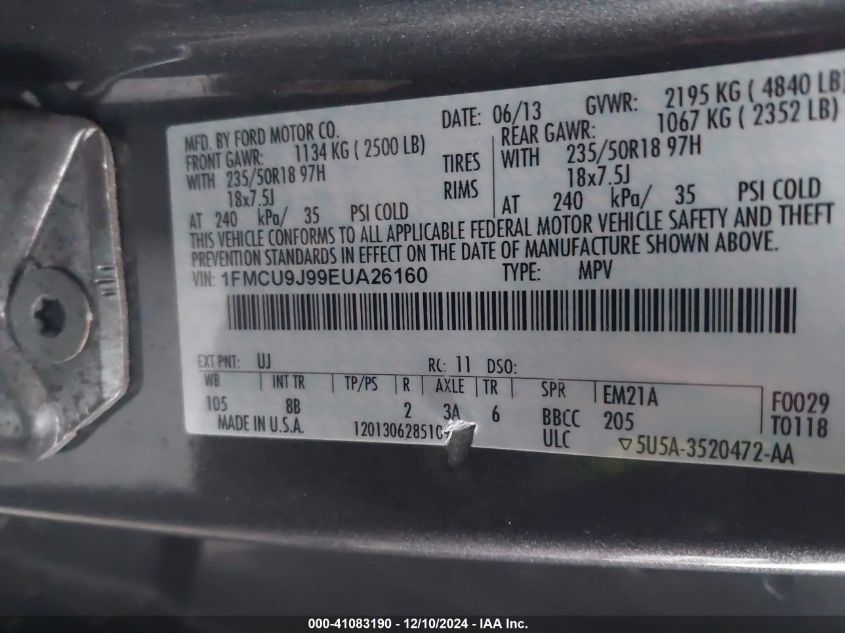 MFD. BY FORD MOTOR CO.
DATE: 06/13 GVWR: 2195 KG ( 4840 LB)
FRONT GAWR: 1134 KG ( 2500 LB) REAR GAWR: 1067 KG ( 2352 LB)
WITH 235/50R18 97H TIRES WITH 235/50R18 97H
18x7.5J RIMS 18x7.5J
AT 240 kPa/ 35 PSI COLD AT 240 kPa/ 35 PSI COLD
THIS VEHICLE CONFORMS TO ALL APPLICABLE FEDERAL MOTOR VEHICLE SAFETY AND THEFT
PREVENTION STANDARDS IN EFFECT ON THE DATE OF MANUFACTURE SHOWN ABOVE.
VIN: 1FMCU9J99EUA26160 TYPE: MPV
EXT PNT: UJ RC: 11 DSO:
WB INT TR TP/PS R AXLE TR SPR EM21A F0029
105 8B 2 3A 6 BBCC 205 T0118
MADE IN U.S.A. 1201306285104 ULC ▽5U5A-3520472-AA
000-41083190 - 12/10/2024 - IAA Inc.